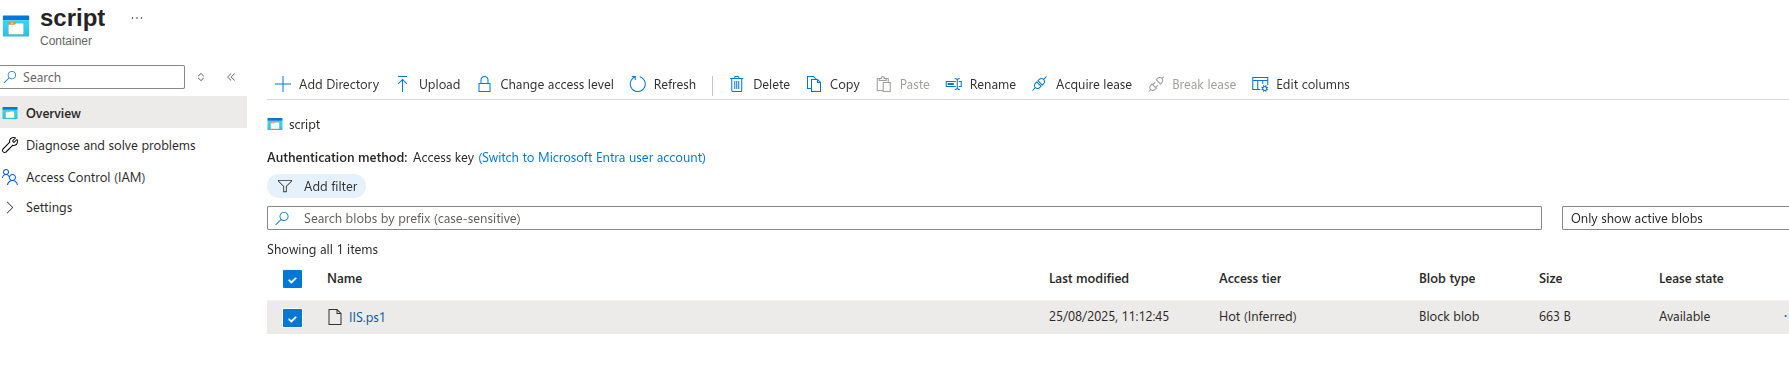 script ...
Container
Search
Overview
Diagnose and solve problems
Access Control (IAM)
Settings
Add Directory Upload Change access level Refresh Delete Copy Paste Rename Acquire lease Break lease Edit columns
script
Authentication method: Access key (Switch to Microsoft Entra user account)
Add filter
Search blobs by prefix (case-sensitive) Only show active blobs
Showing all 1 items
Name Last modified Access tier Blob type Size Lease state
IIS.ps1 25/08/2025, 11:12:45 Hot (Inferred) Block blob 663 B Available